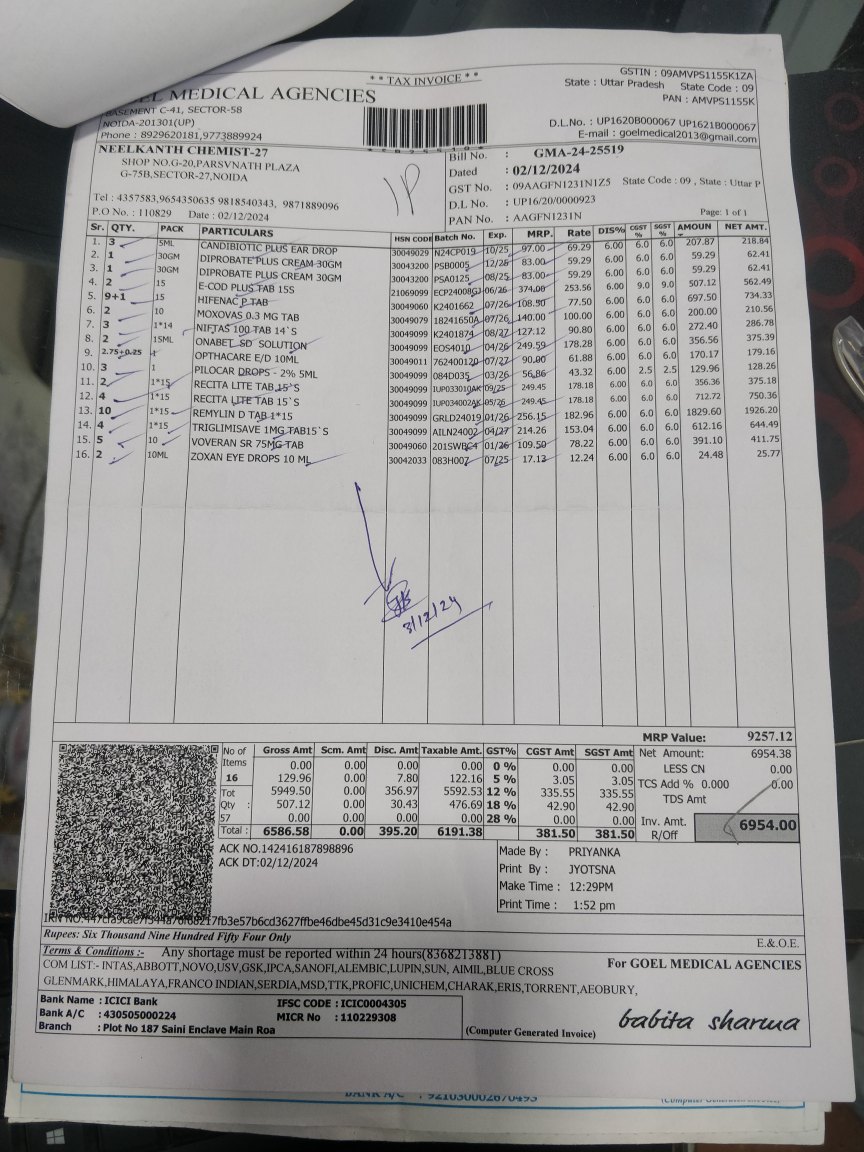 * * TAX INVOICE * *
GSTIN : 09AMVPS1155K1ZA
State : Uttar Pradesh State Code : 09
PAN : AMVPS1155K
GOEL MEDICAL AGENCIES
BASEMENT C-41, SECTOR-58
NOIDA-201301(UP)
Phone : 8929620181,9773889924
D.L.No. : UP1620B000067 UP1621B000067
E-mail : goelmedical2013@gmail.com
NEELKANTH CHEMIST-27
SHOP NO.G-20,PARSVNATH PLAZA
G-75B,SECTOR-27,NOIDA
Tel : 4357583,9654350635 9818540343, 9871889096
P.O No. : 110829 Date : 02/12/2024
Bill No. : GMA-24-25519
Dated : 02/12/2024
GST No. : 09AAGFN1231N1Z5 State Code : 09 , State : Uttar P
D.L No. : UP16/20/0000923
PAN No. : AAGFN1231N
Page: 1 of 1
Sr. QTY. PACK PARTICULARS HSN CODE Batch No. Exp. MRP. Rate DIS% CGST % SGST % AMOUN NET AMT.
1. 3 5ML CANDIBIOTIC PLUS EAR DROP 30049029 N24CP019 10/25 97.00 69.29 6.00 6.0 6.0 207.87 218.84
2. 1 30GM DIPROBATE PLUS CREAM 30GM 30043200 PSB0005 12/26 83.00 59.29 6.00 6.0 6.0 59.29 62.41
3. 1 30GM DIPROBATE PLUS CREAM 30GM 30043200 PSA0125 08/25 83.00 59.29 6.00 6.0 6.0 59.29 62.41
4. 2 15 E-COD PLUS TAB 15S 21069099 ECP24008GJ 06/26 374.00 253.56 6.00 9.0 9.0 507.12 562.49
5. 9+1 15 HIFENAC P TAB 30049060 K2401662 07/26 108.50 77.50 6.00 6.0 6.0 697.50 734.33
6. 2 10 MOXOVAS 0.3 MG TAB 30049079 18241650A 07/26 140.00 100.00 6.00 6.0 6.0 200.00 210.56
7. 3 1*14 NIFTAS 100 TAB 14`S 30049099 K2401874 08/27 127.12 90.80 6.00 6.0 6.0 272.40 286.78
8. 2 15ML ONABET SD SOLUTION 30049099 EOS4010 04/26 249.59 178.28 6.00 6.0 6.0 356.56 375.39
9. 2.75+0.25 1 OPTHACARE E/D 10ML 30049011 762400120 07/27 90.00 61.88 6.00 6.0 6.0 170.17 179.16
10. 3 1 PILOCAR DROPS - 2% 5ML 30049099 084D035 03/26 56.86 43.32 6.00 2.5 2.5 129.96 128.26
11. 2 1*15 RECITA LITE TAB 15`S 30049099 IUP033010AK 09/25 249.45 178.18 6.00 6.0 6.0 356.36 375.18
12. 4 1*15 RECITA LITE TAB 15`S 30049099 IUP034002AK 05/26 249.45 178.18 6.00 6.0 6.0 712.72 750.36
13. 10 1*15 REMYLIN D TAB 1*15 30049099 GRLD24019 01/26 256.15 182.96 6.00 6.0 6.0 1829.60 1926.20
14. 4 1*15 TRIGLIMISAVE 1MG TAB15`S 30049099 AILN24002 04/27 214.26 153.04 6.00 6.0 6.0 612.16 644.49
15. 5 10 VOVERAN SR 75MG TAB 30049060 201SWBC4 01/26 109.50 78.22 6.00 6.0 6.0 391.10 411.75
16. 2 10ML ZOXAN EYE DROPS 10 ML 30042033 083H007 07/25 17.13 12.24 6.00 6.0 6.0 24.48 25.77
3/12/24
MRP Value: 9257.12
No of Items 16 Tot Qty : 57
Gross Amt Scm. Amt Disc. Amt Taxable Amt. GST% CGST Amt SGST Amt
0.00 0.00 0.00 0.00 0 % 0.00 0.00
129.96 0.00 7.80 122.16 5 % 3.05 3.05
5949.50 0.00 356.97 5592.53 12 % 335.55 335.55
507.12 0.00 30.43 476.69 18 % 42.90 42.90
0.00 0.00 0.00 0.00 28 % 0.00 0.00
Total : 6586.58 0.00 395.20 6191.38 381.50 381.50
Net Amount: 6954.38
LESS CN 0.00
TCS Add % 0.000 0.00
TDS Amt
Inv. Amt. 6954.00
R/Off
ACK NO.142416187898896
ACK DT:02/12/2024
Made By : PRIYANKA
Print By : JYOTSNA
Make Time : 12:29PM
Print Time : 1:52 pm
Rupees: Six Thousand Nine Hundred Fifty Four Only
E.& O.E.
Terms & Conditions :- Any shortage must be reported within 24 hours(8368213881)
COM LIST:- INTAS,ABBOTT,NOVO,USV,GSK,IPCA,SANOFI,ALEMBIC,LUPIN,SUN, AIMIL,BLUE CROSS
GLENMARK,HIMALAYA,FRANCO INDIAN,SERDIA,MSD,TTK,PROFIC,UNICHEM,CHARAK,ERIS,TORRENT,AEOBURY,
For GOEL MEDICAL AGENCIES
Bank Name : ICICI Bank IFSC CODE : ICIC0004305
Bank A/C : 430505000224 MICR No : 110229308
Branch : Plot No 187 Saini Enclave Main Roa
(Computer Generated Invoice)
babita sharma